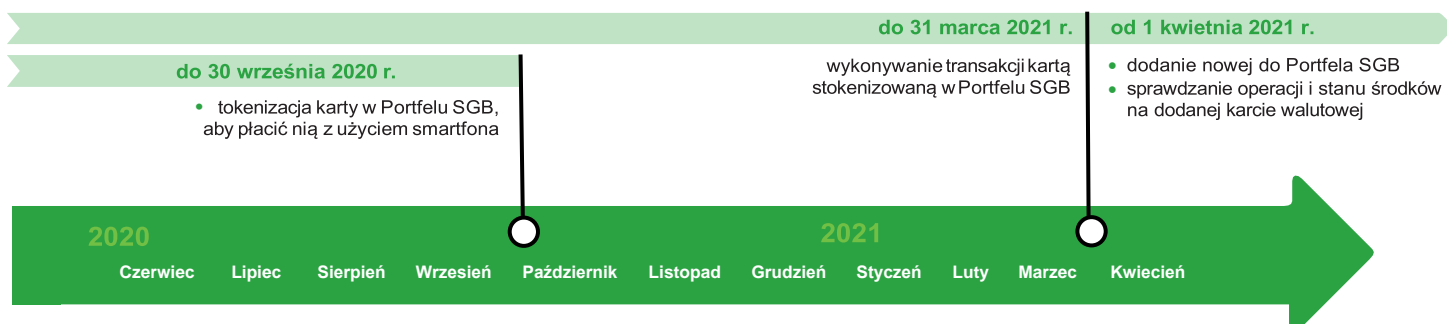 do 31 marca 2021 r.
od 1 kwietnia 2021 r.
do 30 września 2020 r.
• tokenizacja karty w Portfelu SGB,
aby płacić nią z użyciem smartfona
wykonywanie transakcji kartą
stokenizowaną w Portfelu SGB
• dodanie nowej do Portfela SGB
• sprawdzanie operacji i stanu środków
na dodanej karcie walutowej
2020
2021
Czerwiec Lipiec Sierpień Wrzesień Październik Listopad Grudzień Styczeń Luty Marzec Kwiecień